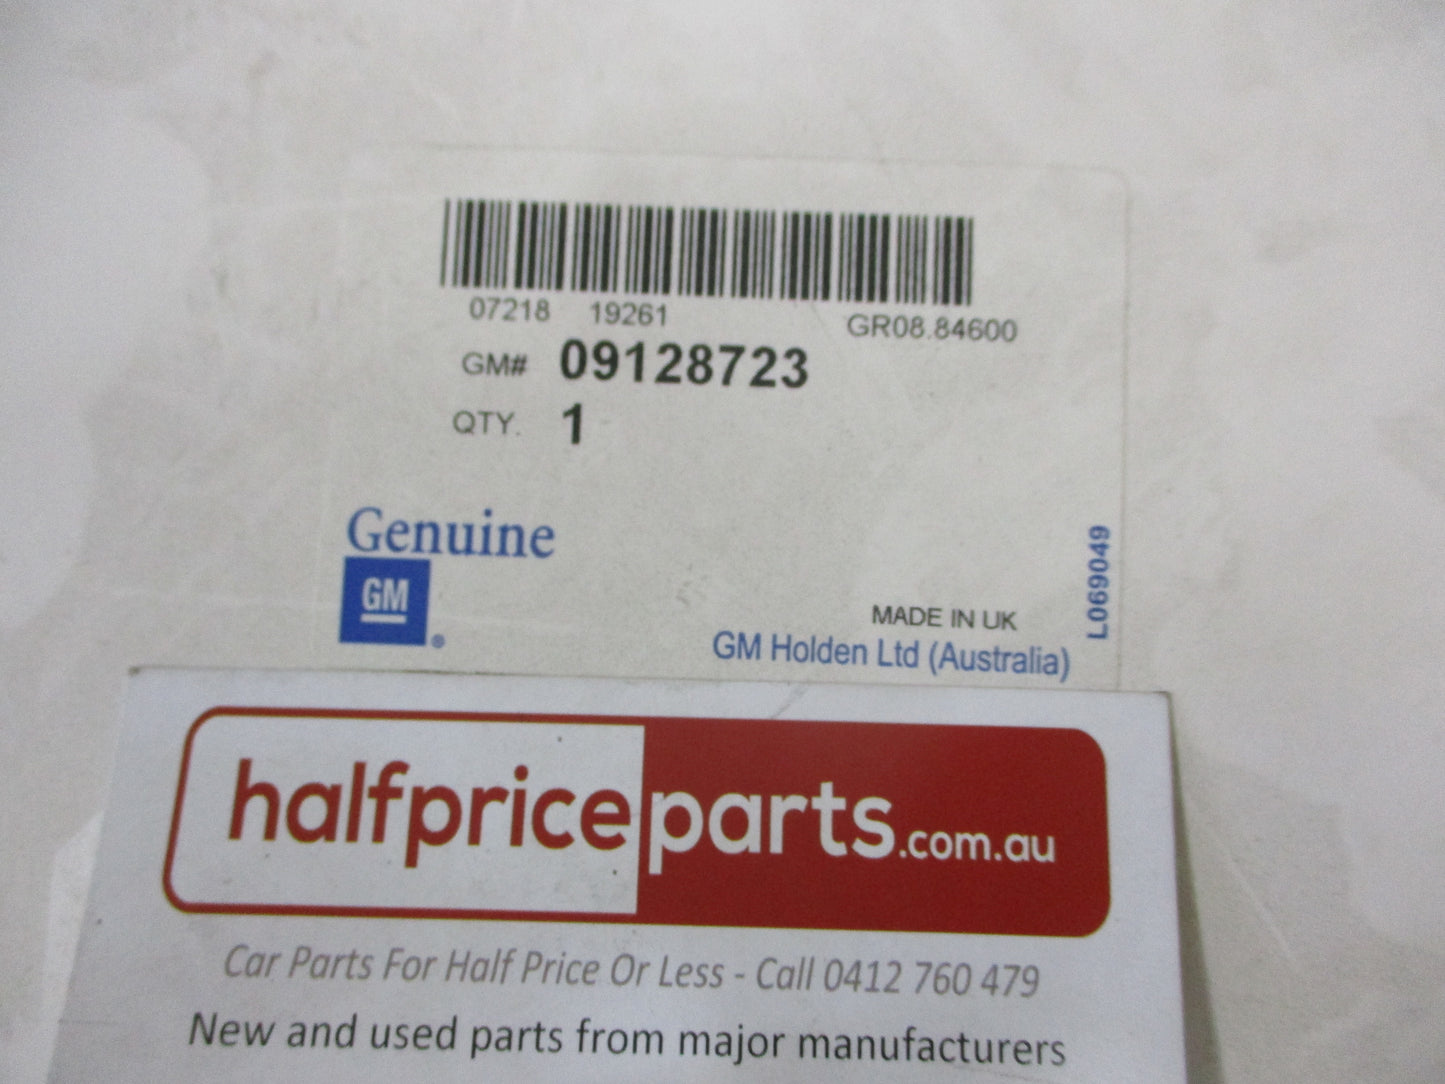 07218 19261 GR08.84600
GM# 09128723
QTY. 1
Genuine
GM
®
MADE IN UK
GM Holden Ltd (Australia)
L069049
halfpriceparts.com.au
Car Parts For Half Price Or Less - Call 0412 760 479
New and used parts from major manufacturers